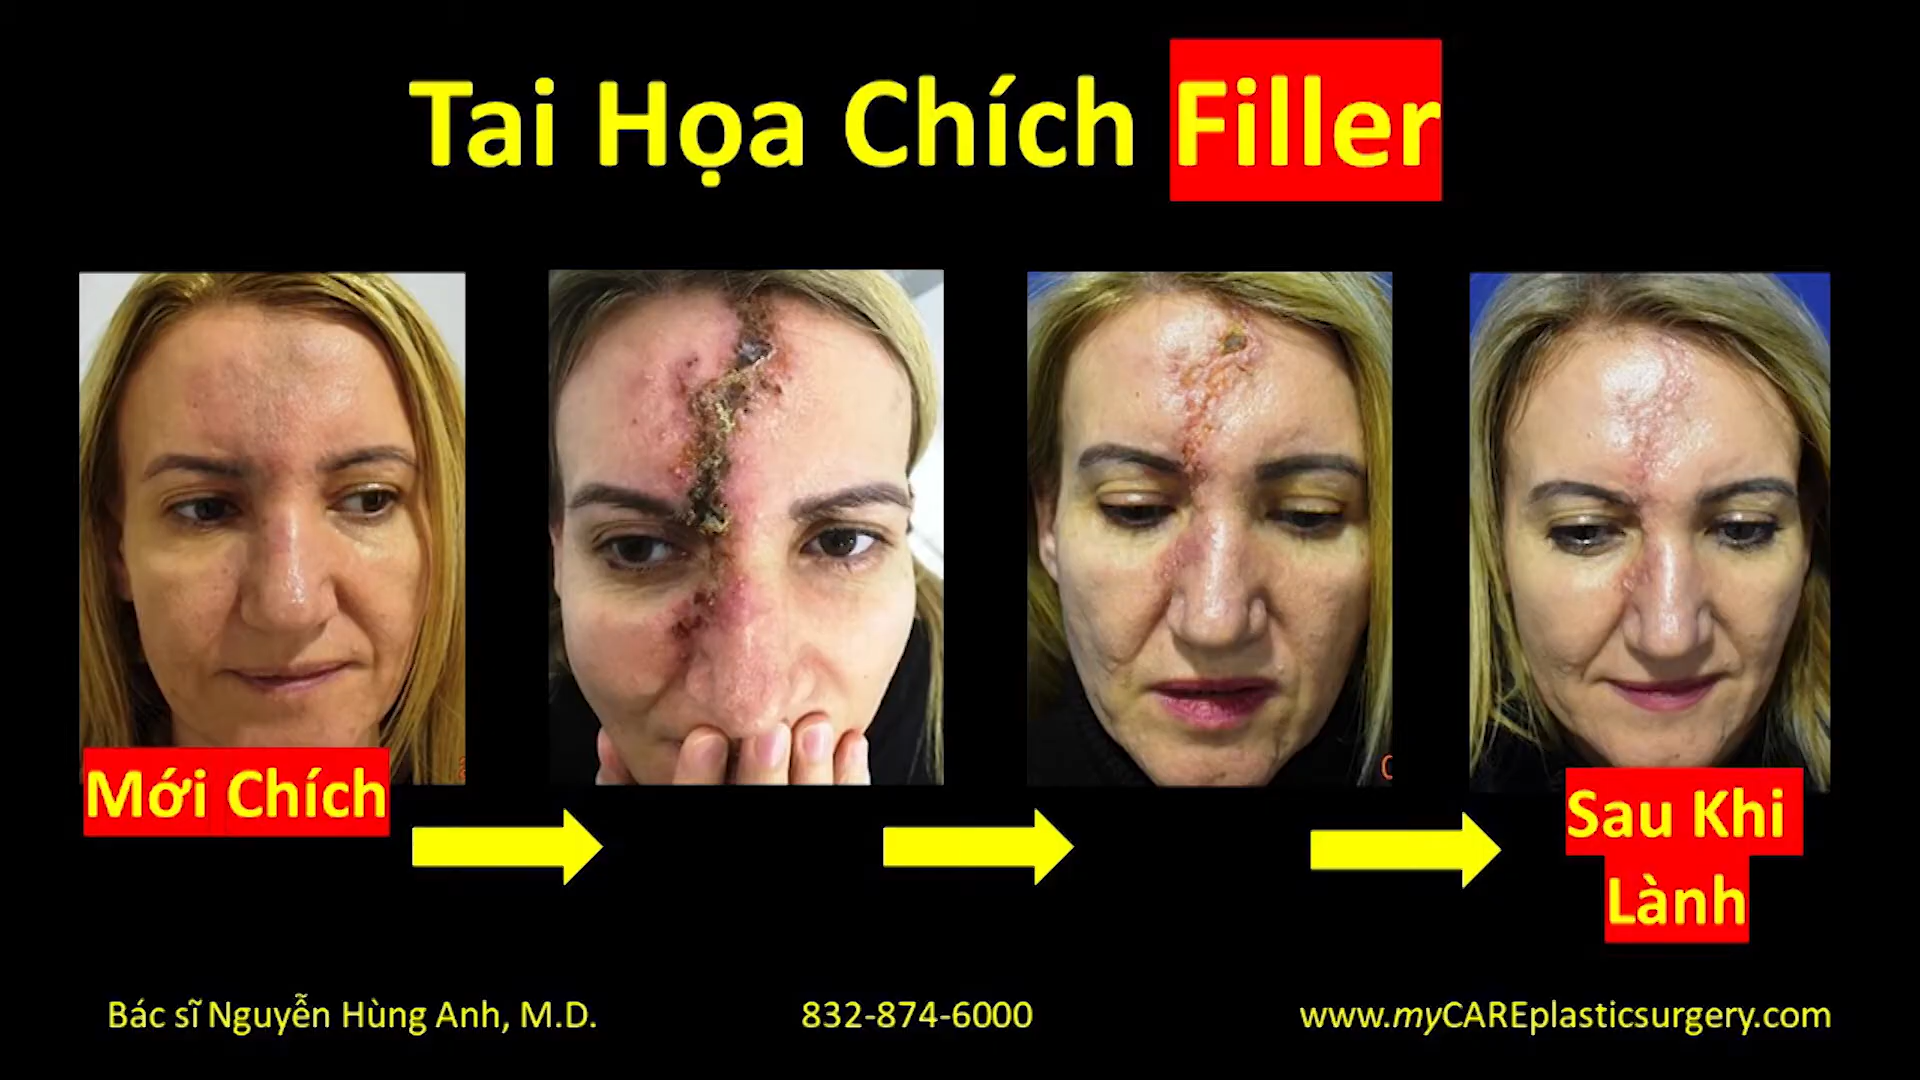 Tai Họa Chích Filler
Mới Chích
Sau Khi
Lành
Bác sĩ Nguyễn Hùng Anh, M.D.
832-874-6000
www.myCAREplasticsurgery.com